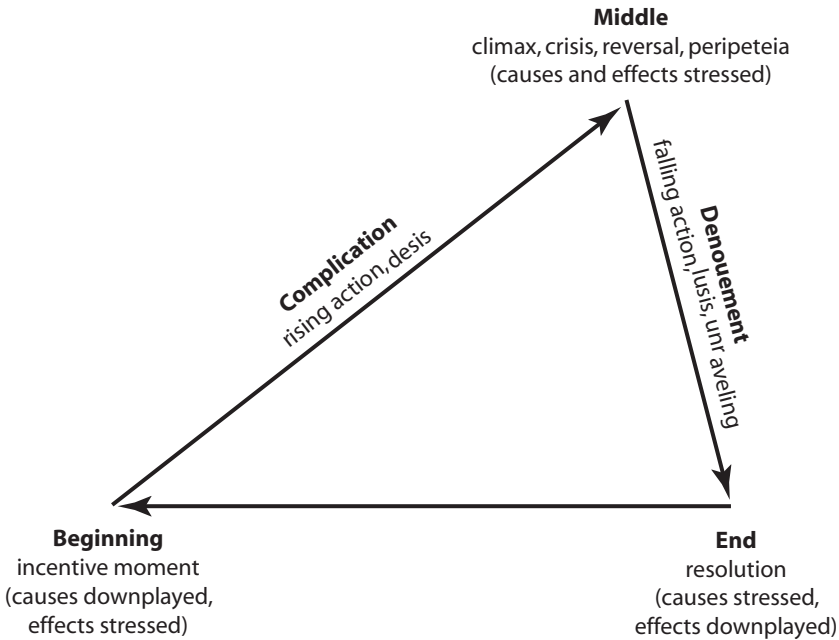 Middle
climax, crisis, reversal, peripeteia
(causes and effects stressed)
Complication
rising action, desis
Denouement
falling action, lusis, unr aveling
Beginning
incentive moment
(causes downplayed,
effects stressed)
End
resolution
(causes stressed,
effects downplayed)